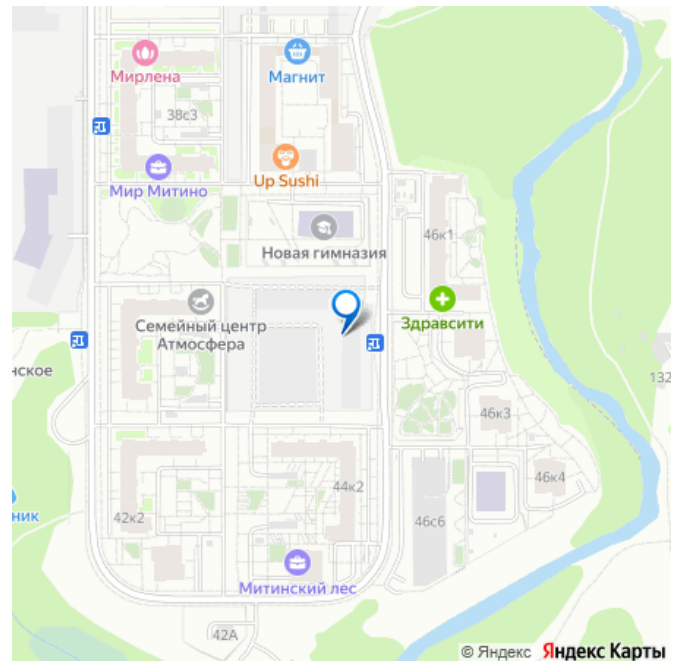 Мирлена
Магнит
38с3
Up Sushi
Мир Митино
46к1
Новая гимназия
Здравсити
Семейный центр
Атмосфера
нское
132
46к3
44к2
46к4
42к2
ник
46с6
Митинский лес
42А
© Яндекс Яндекс Карты